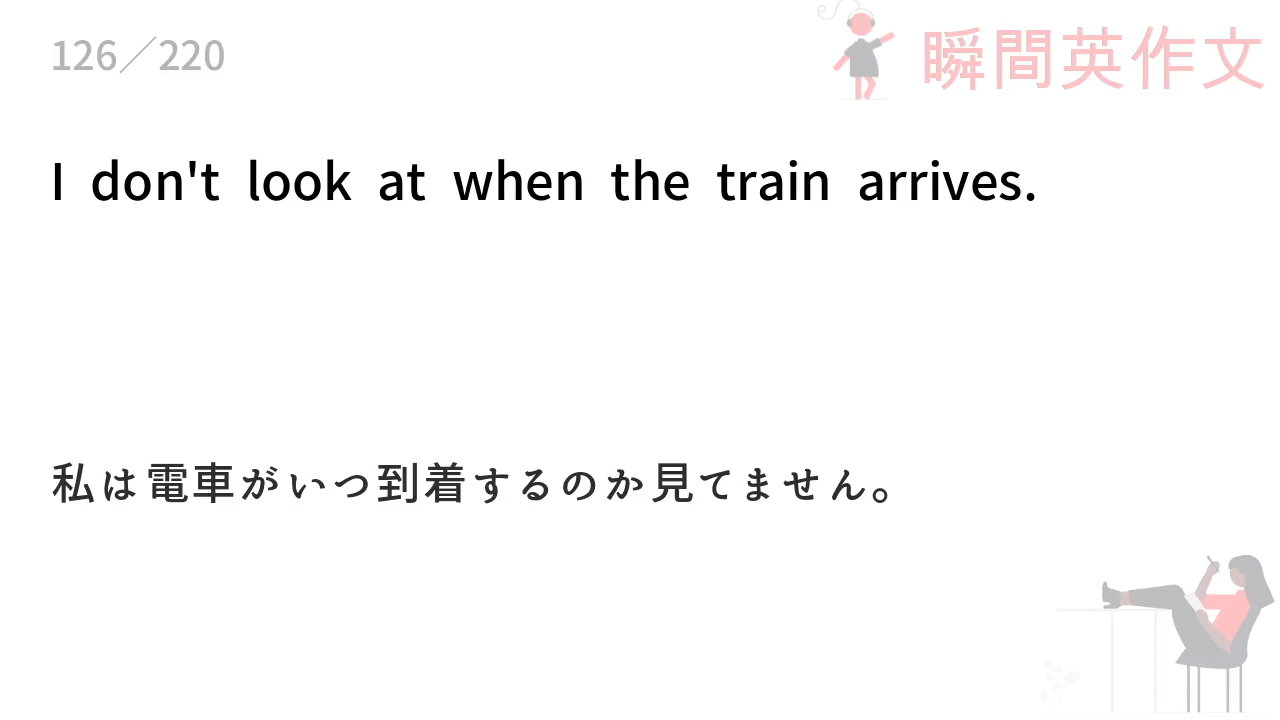 126／220
瞬間英作文
I don't look at when the train arrives.
私は電車がいつ到着するのか見てません。